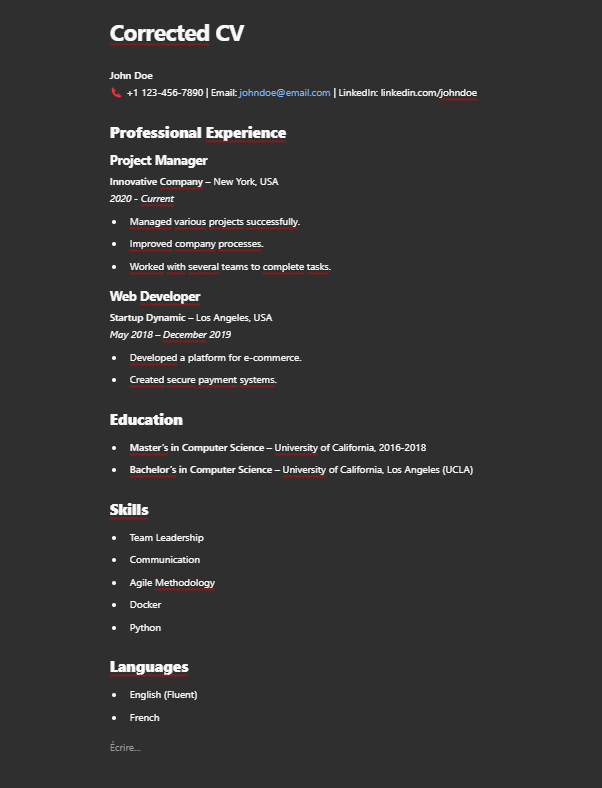 Corrected CV
John Doe
📞 +1 123-456-7890 | Email: johndoe@email.com | LinkedIn: linkedin.com/johndoe
Professional Experience
Project Manager
Innovative Company – New York, USA
2020 - Current
• Managed various projects successfully.
• Improved company processes.
• Worked with several teams to complete tasks.
Web Developer
Startup Dynamic – Los Angeles, USA
May 2018 – December 2019
• Developed a platform for e-commerce.
• Created secure payment systems.
Education
• Master's in Computer Science – University of California, 2016-2018
• Bachelor's in Computer Science – University of California, Los Angeles (UCLA)
Skills
• Team Leadership
• Communication
• Agile Methodology
• Docker
• Python
Languages
• English (Fluent)
• French
Écrire...